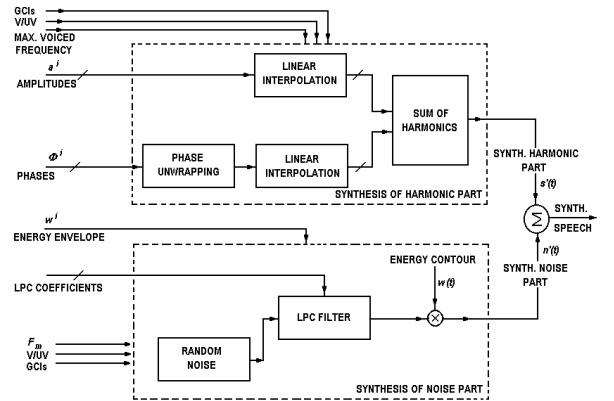 GCIs
V/UV
MAX. VOICED
FREQUENCY
a^i
AMPLITUDES
LINEAR
INTERPOLATION
SUM OF
HARMONICS
Φ^i
PHASES
PHASE
UNWRAPPING
LINEAR
INTERPOLATION
SYNTHESIS OF HARMONIC PART
SYNTH. HARMONIC
PART
s'(t)
Σ
SYNTH.
SPEECH
n'(t)
SYNTH. NOISE
PART
w^i
ENERGY ENVELOPE
ENERGY CONTOUR
w(t)
LPC COEFFICIENTS
LPC FILTER
×
RANDOM
NOISE
F_m
V/UV
GCIs
SYNTHESIS OF NOISE PART